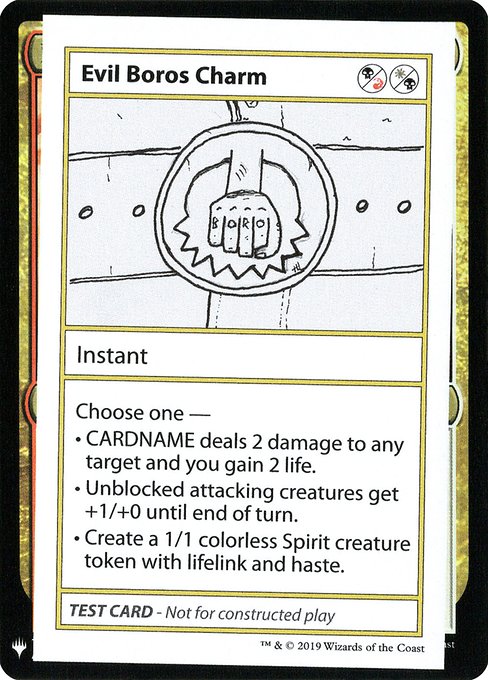 Evil Boros Charm
B O R O
Instant
Choose one —
• CARDNAME deals 2 damage to any
target and you gain 2 life.
• Unblocked attacking creatures get
+1/+0 until end of turn.
• Create a 1/1 colorless Spirit creature
token with lifelink and haste.
TEST CARD - Not for constructed play
™ & © 2019 Wizards of the Coast